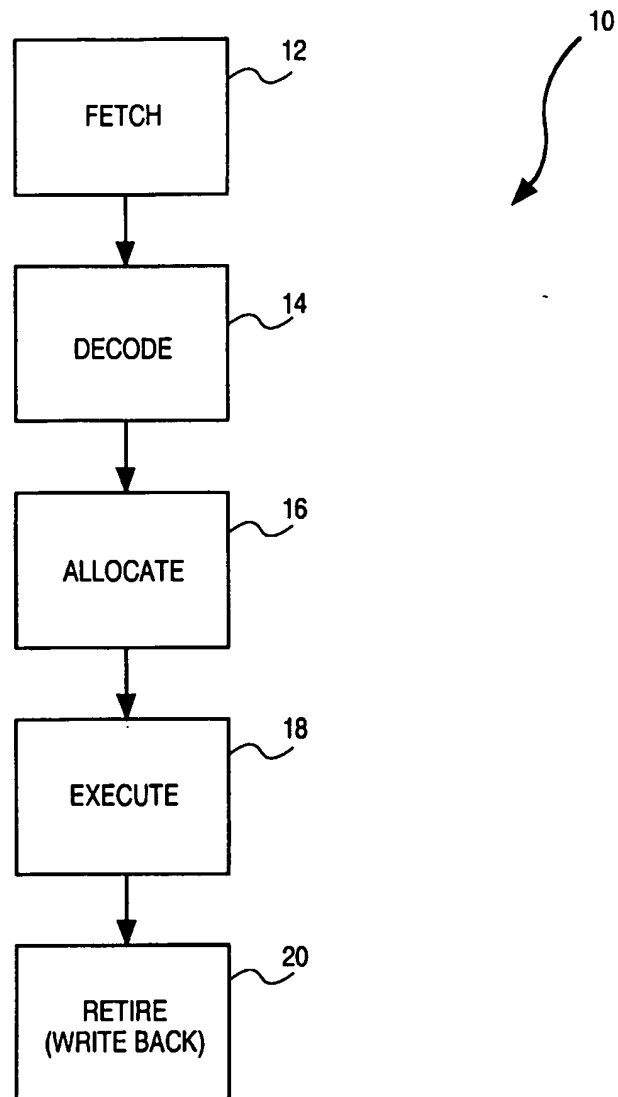 10
12
FETCH
14
DECODE
16
ALLOCATE
18
EXECUTE
20
RETIRE
(WRITE BACK)